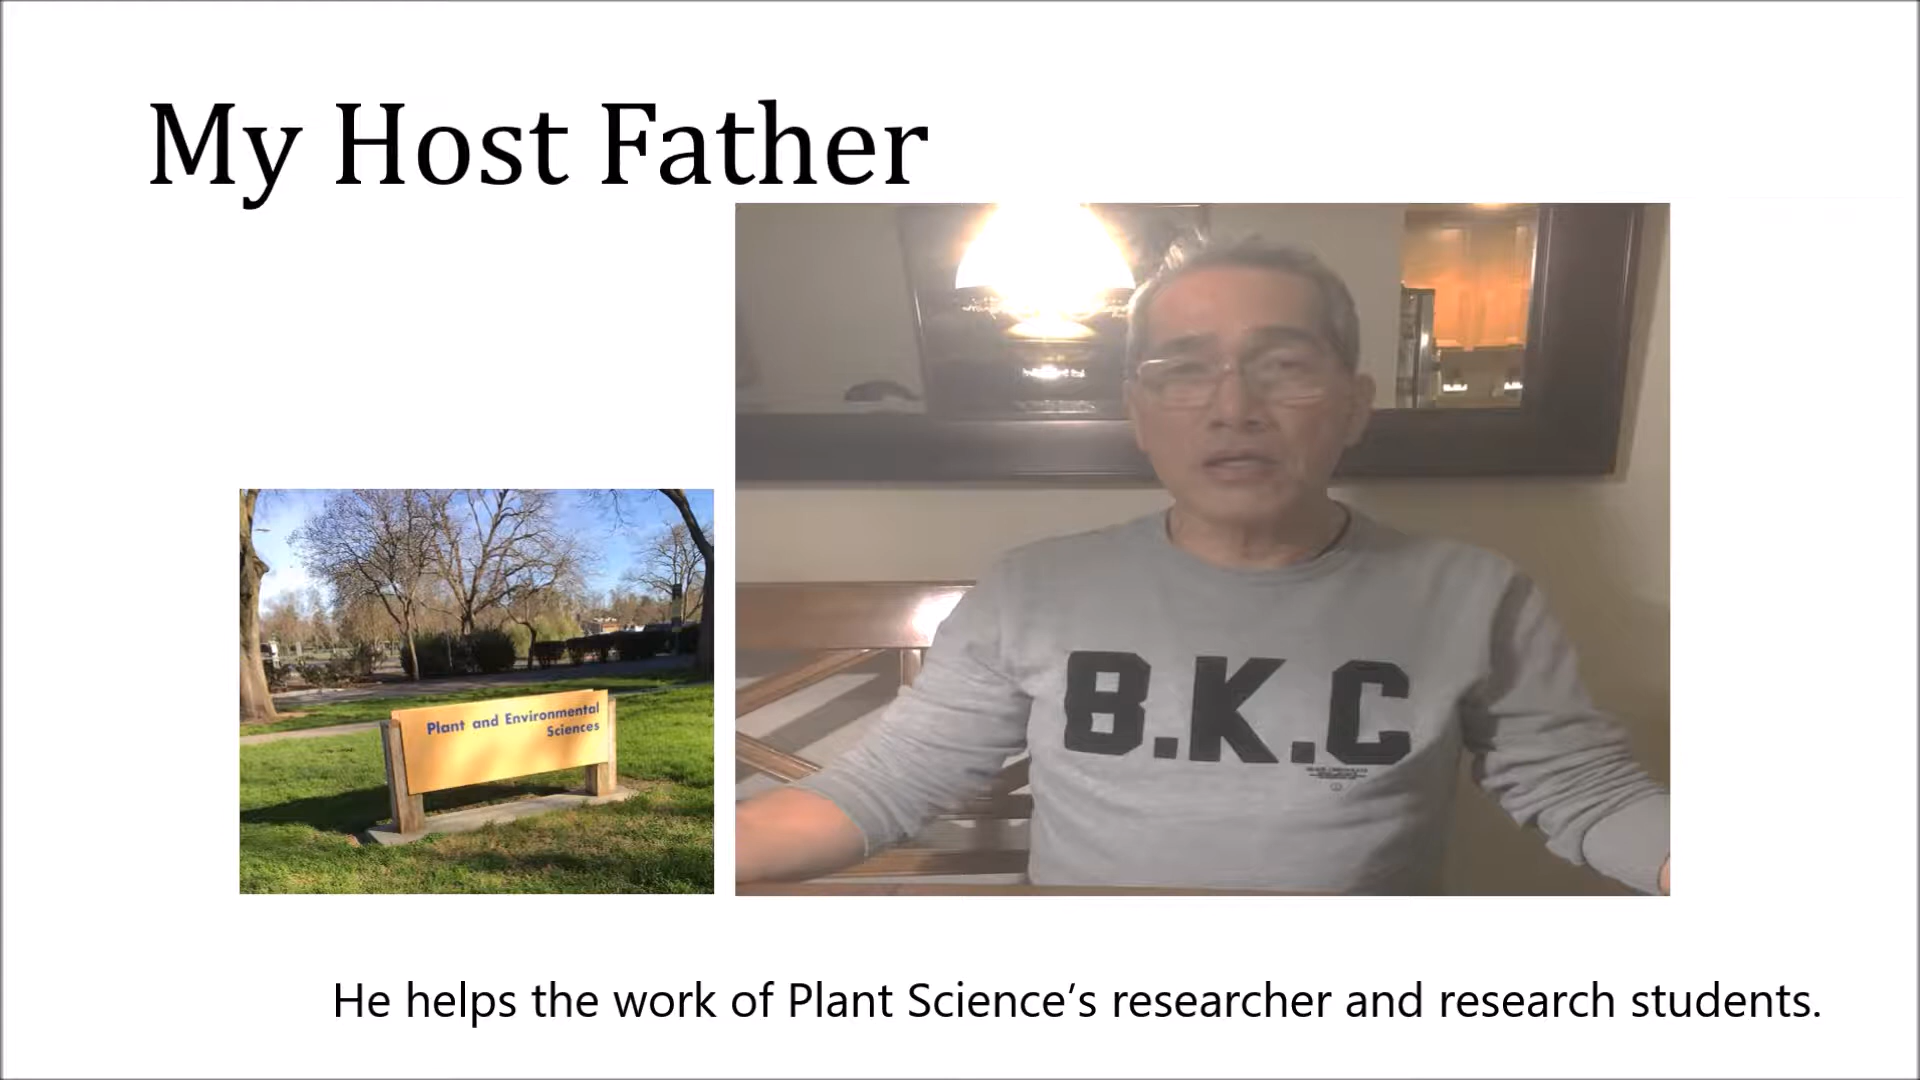 My Host Father
Plant and Environmental
Sciences
B.K.C
He helps the work of Plant Science’s researcher and research students.